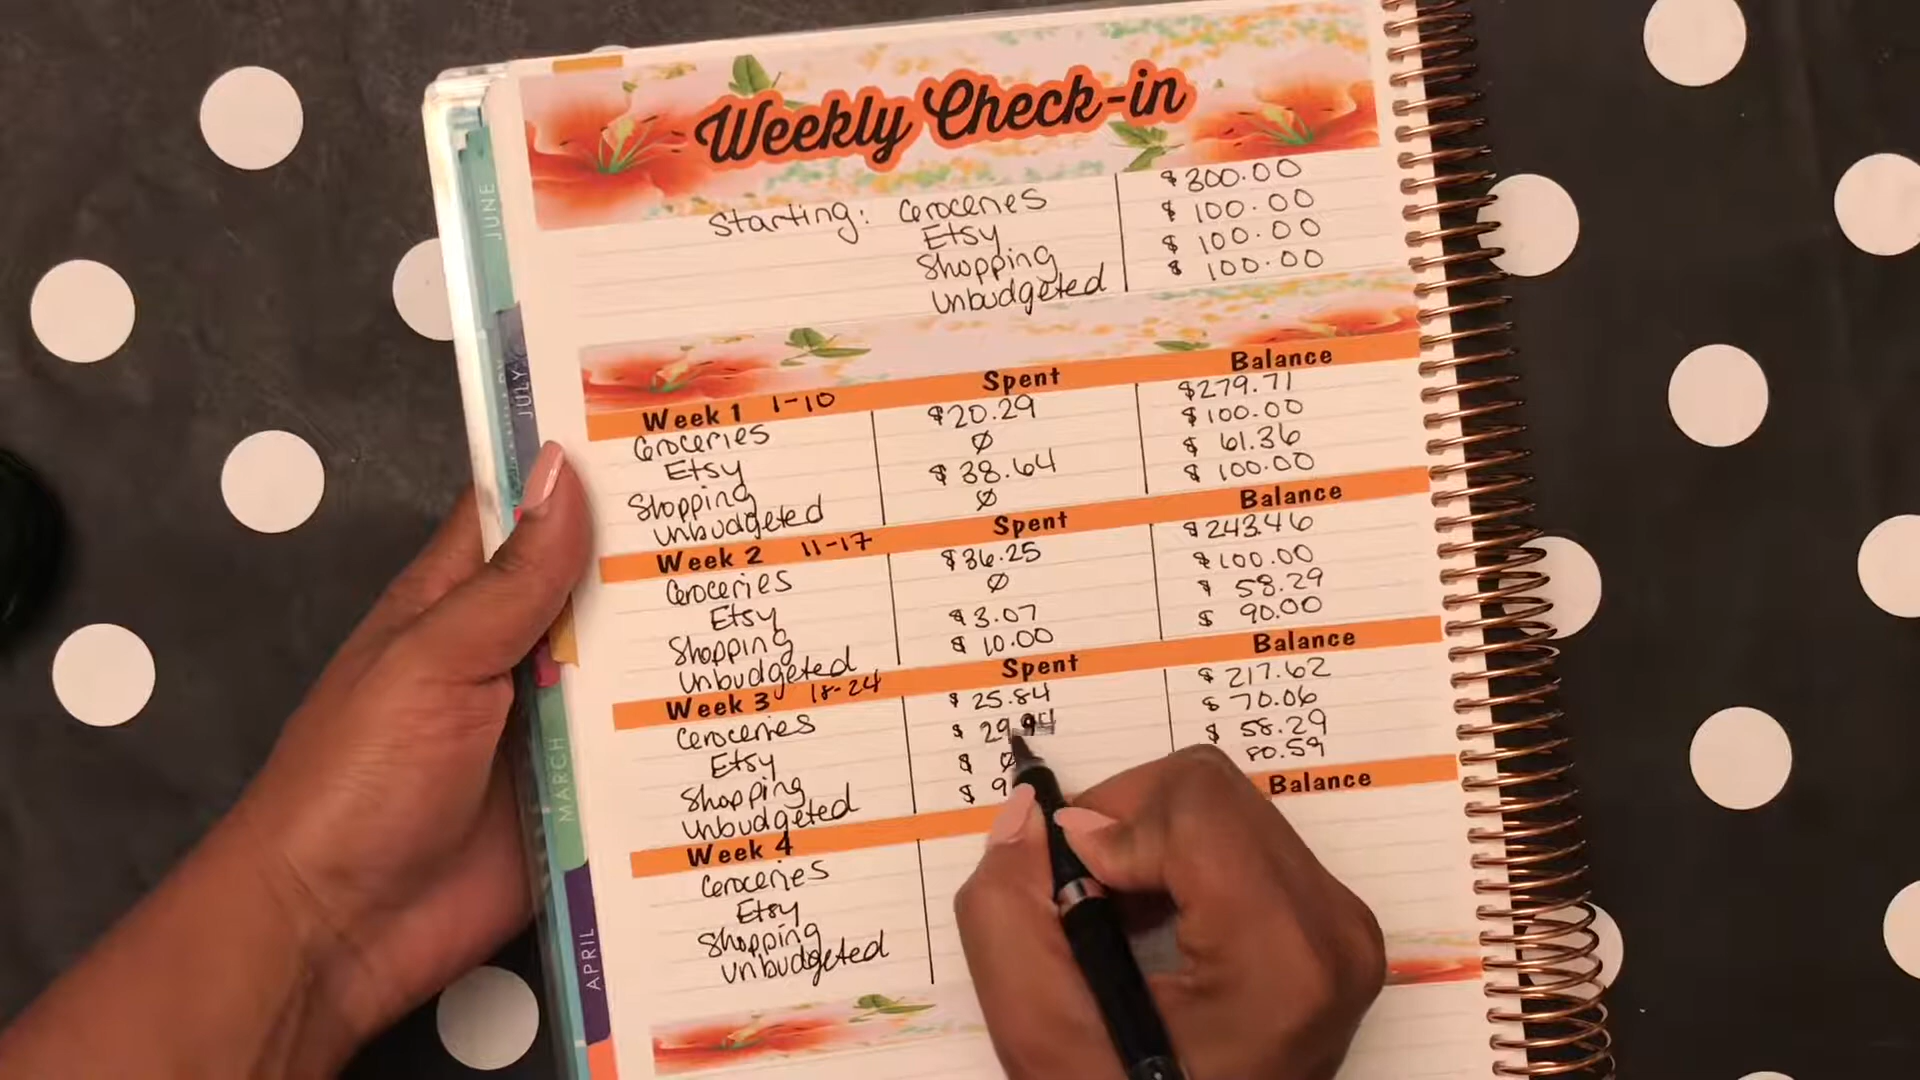 Weekly Check-in
Starting: Groceries $300.00
Etsy $100.00
Shopping $100.00
Unbudgeted $100.00
Week 1 1-10 Spent Balance
Groceries $20.29 $279.71
Etsy Ø $100.00
Shopping $38.64 $61.36
Unbudgeted Ø $100.00
Week 2 11-17 Spent Balance
Groceries $36.25 $243.46
Etsy Ø $100.00
Shopping $3.07 $58.29
Unbudgeted $10.00 $90.00
Week 3 18-24 Spent Balance
Groceries $25.84 $217.62
Etsy $29.94 $70.06
Shopping $Ø $58.29
Unbudgeted $9 80.59
Week 4 Balance
Groceries
Etsy
Shopping
Unbudgeted
JUNE
JULY
MARCH
APRIL